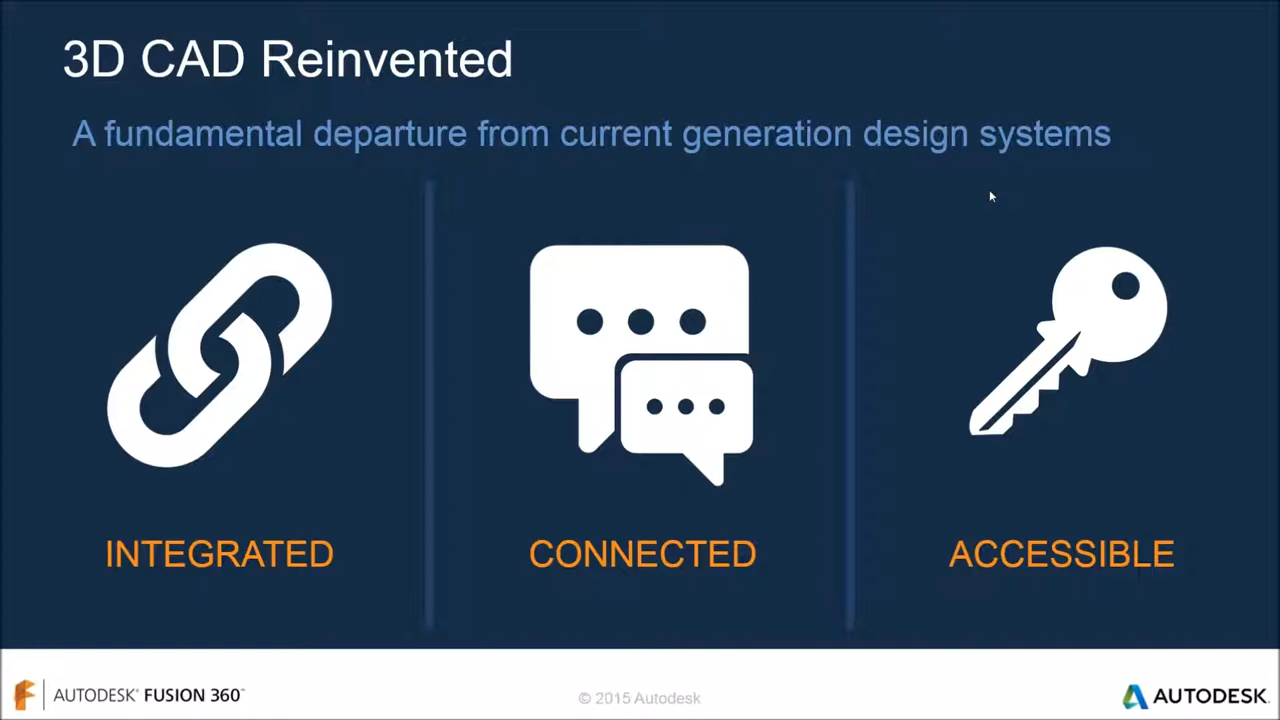 3D CAD Reinvented
A fundamental departure from current generation design systems
INTEGRATED
CONNECTED
ACCESSIBLE
AUTODESK® FUSION 360™
© 2015 Autodesk
AUTODESK.